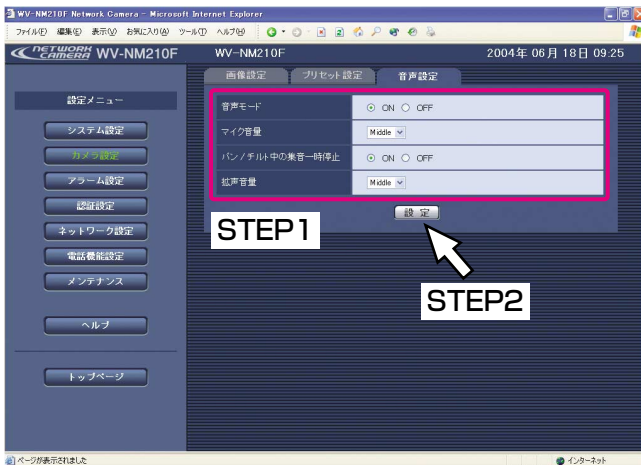 WV-NM210F Network Camera - Microsoft Internet Explorer
ファイル(F) 編集(E) 表示(V) お気に入り(A) ツール(T) ヘルプ(H)
NETWORK CAMERA WV-NM210F
WV-NM210F
2004年 06月 18日 09:25
設定メニュー
システム設定
カメラ設定
アラーム設定
認証設定
ネットワーク設定
電話機能設定
メンテナンス
ヘルプ
トップページ
画像設定 プリセット設定 音声設定
音声モード ON OFF
マイク音量 Middle
パン/チルト中の集音一時停止 ON OFF
拡声音量 Middle
設 定
STEP1
STEP2
ページが表示されました
インターネット